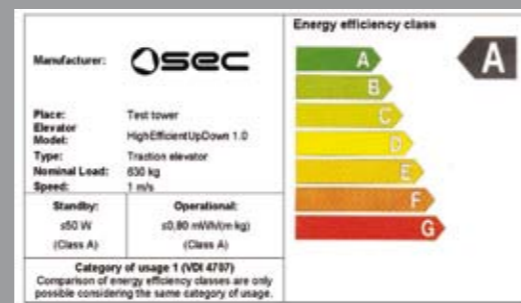 Energy efficiency class
Manufacturer: Osec
A
A
B
C
D
E
F
G
Place: Test tower
Elevator Model: HighEfficientUpDown 1.0
Type: Traction elevator
Nominal Load: 630 kg
Speed: 1 m/s
Standby: Operational:
≤50 W ≤0,80 mWh/(m·kg)
(Class A) (Class A)
Category of usage 1 (VDI 4707)
Comparison of energy efficiency classes are only
possible considering the same category of usage.